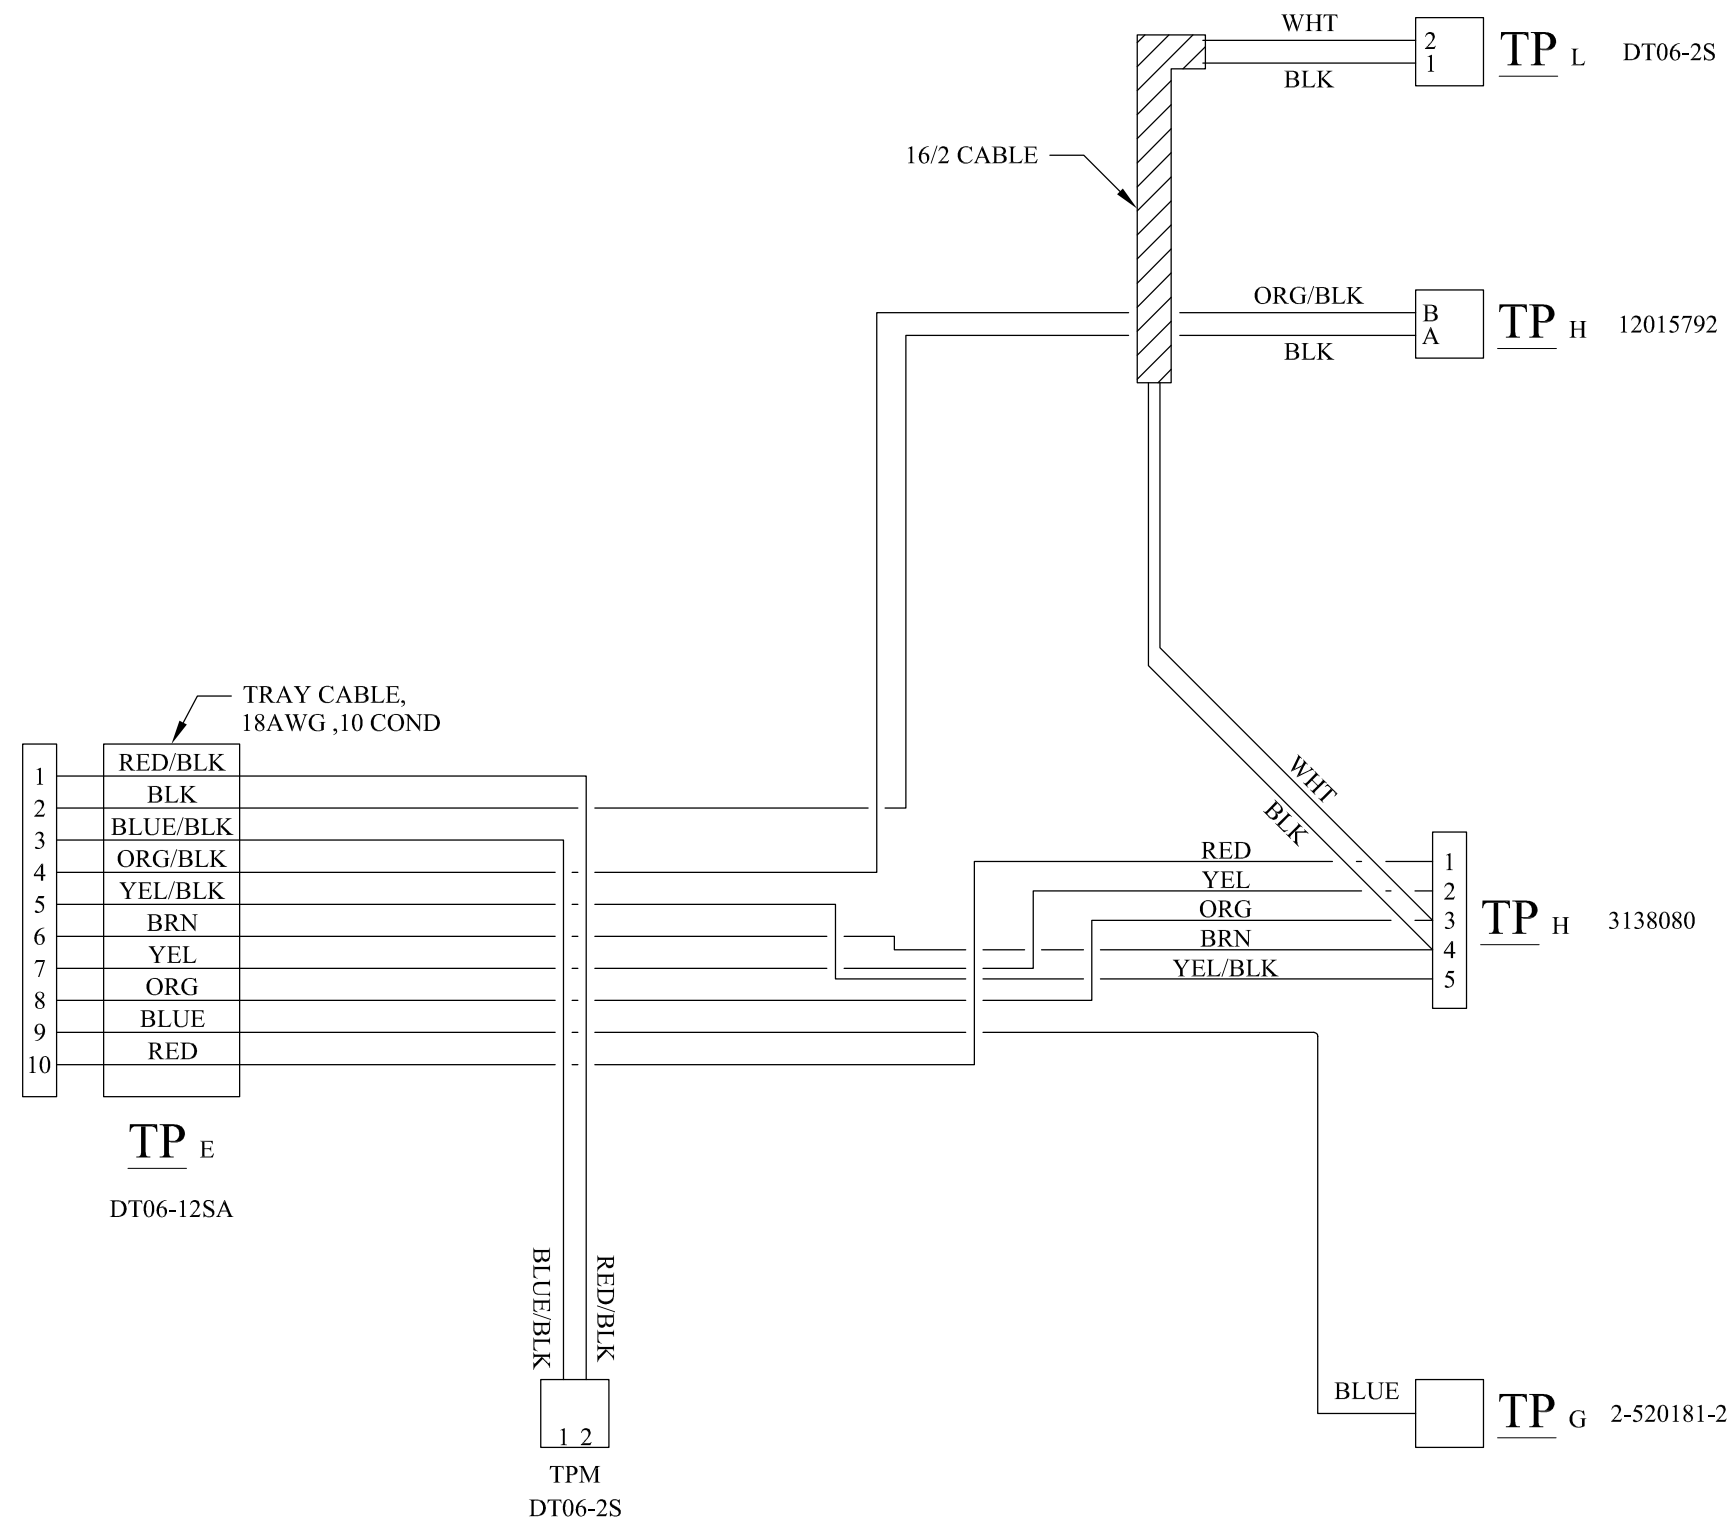 WHT
2
1
BLK
TP L DT06-2S
16/2 CABLE
ORG/BLK
B
A
BLK
TP H 12015792
TRAY CABLE,
18AWG ,10 COND
1 RED/BLK
2 BLK
3 BLUE/BLK
4 ORG/BLK
5 YEL/BLK
6 BRN
7 YEL
8 ORG
9 BLUE
10 RED
TP E
DT06-12SA
WHT
BLK
RED 1
YEL 2
ORG 3
BRN 4
YEL/BLK 5
TP H 3138080
BLUE/BLK
RED/BLK
1 2
TPM
DT06-2S
BLUE
TP G 2-520181-2